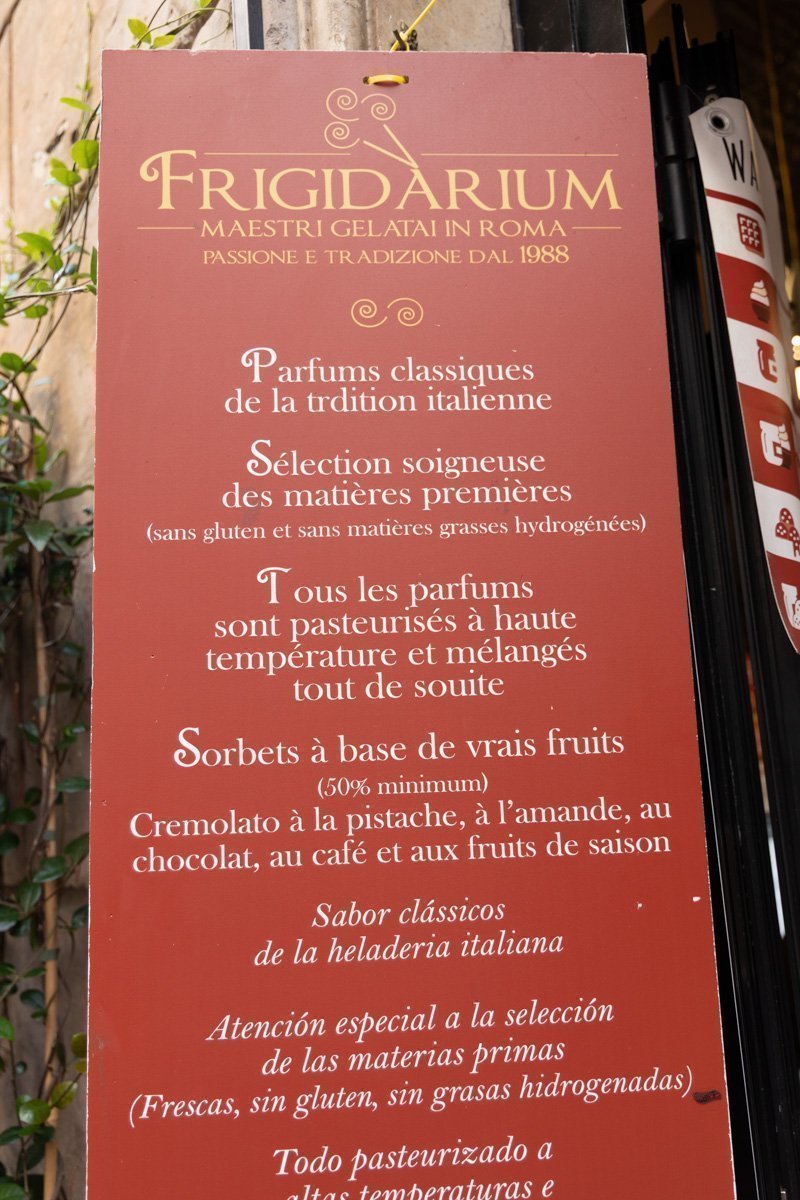 FRIGIDARIUM
MAESTRI GELATAI IN ROMA
PASSIONE E TRADIZIONE DAL 1988
Parfums classiques
de la trdition italienne
Sélection soigneuse
des matières premières
(sans gluten et sans matières grasses hydrogénées)
Tous les parfums
sont pasteurisés à haute
température et mélangés
tout de souite
Sorbets à base de vrais fruits
(50% minimum)
Cremolato à la pistache, à l'amande, au
chocolat, au café et aux fruits de saison
Sabor clássicos
de la heladeria italiana
Atención especial a la selección
de las materias primas
(Frescas, sin gluten, sin grasas hidrogenadas)
Todo pasteurizado a
altas temperaturas e